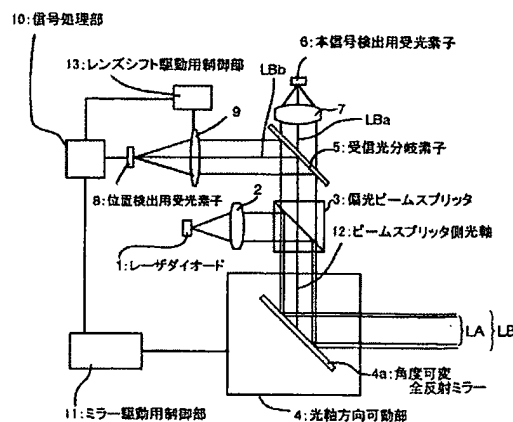 10:信号処理部
6:本信号検出用受光素子
13:レンズシフト駆動用制御部
LBb
9
7
LBa
5:受信光分岐素子
8:位置検出用受光素子
2
3:偏光ビームスプリッタ
12:ビームスプリッタ側光軸
1:レーザダイオード
LA
LB
4a:角度可変
全反射ミラー
11:ミラー駆動用制御部
4:光軸方向可動部